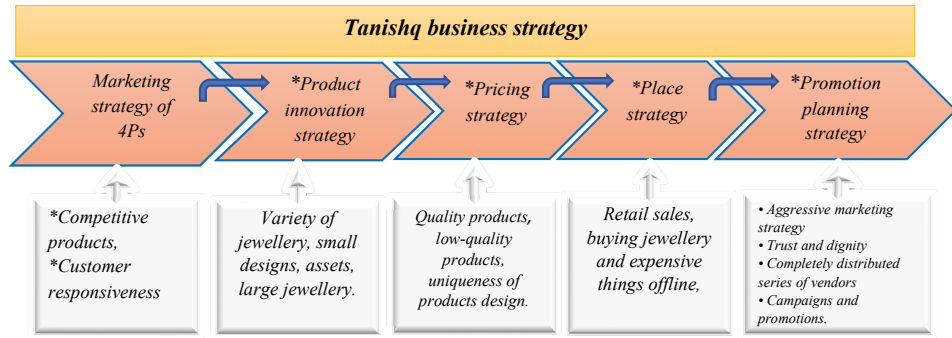 Tanishq business strategy
Marketing
strategy of
4Ps
*Product
innovation
strategy
*Pricing
strategy
*Place
strategy
*Promotion
planning
strategy
*Competitive
products,
*Customer
responsiveness
Variety of
jewellery, small
designs, assets,
large jewellery.
Quality products,
low-quality
products,
uniqueness of
products design.
Retail sales,
buying jewellery
and expensive
things offline,
• Aggressive marketing
strategy
• Trust and dignity
• Completely distributed
series of vendors
• Campaigns and
promotions.